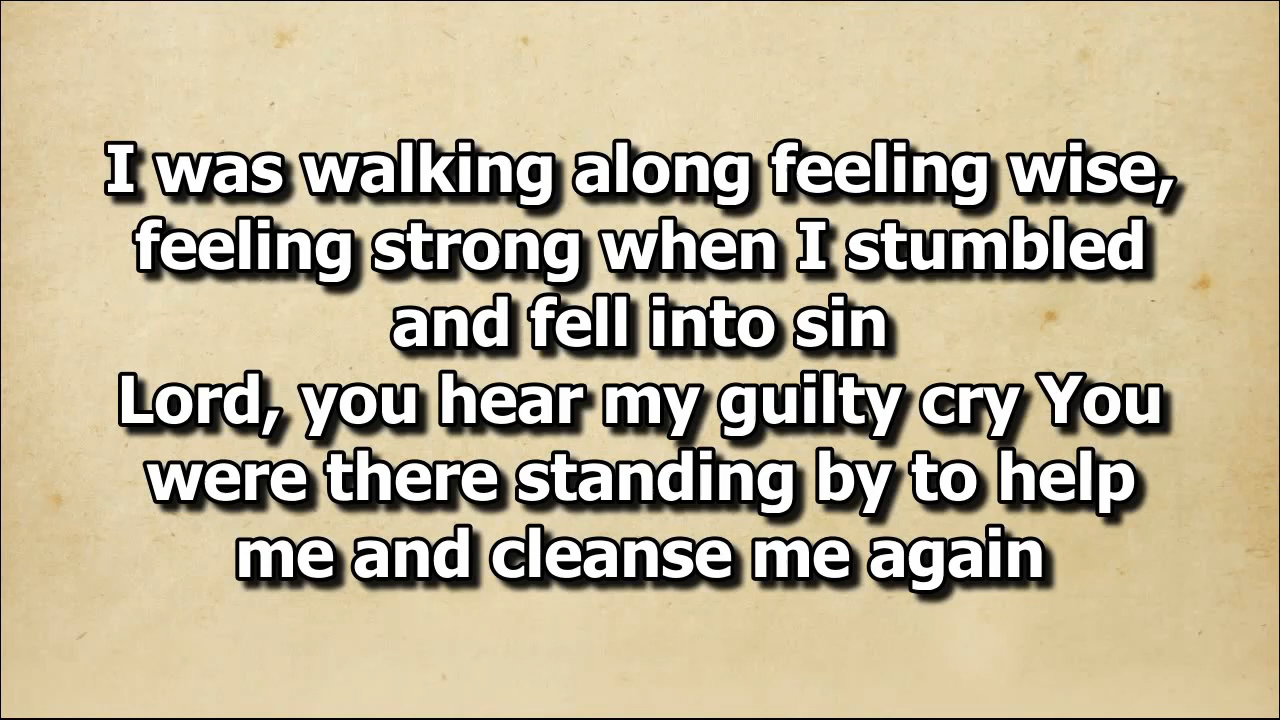 I was walking along feeling wise,
feeling strong when I stumbled
and fell into sin
Lord, you hear my guilty cry You
were there standing by to help
me and cleanse me again